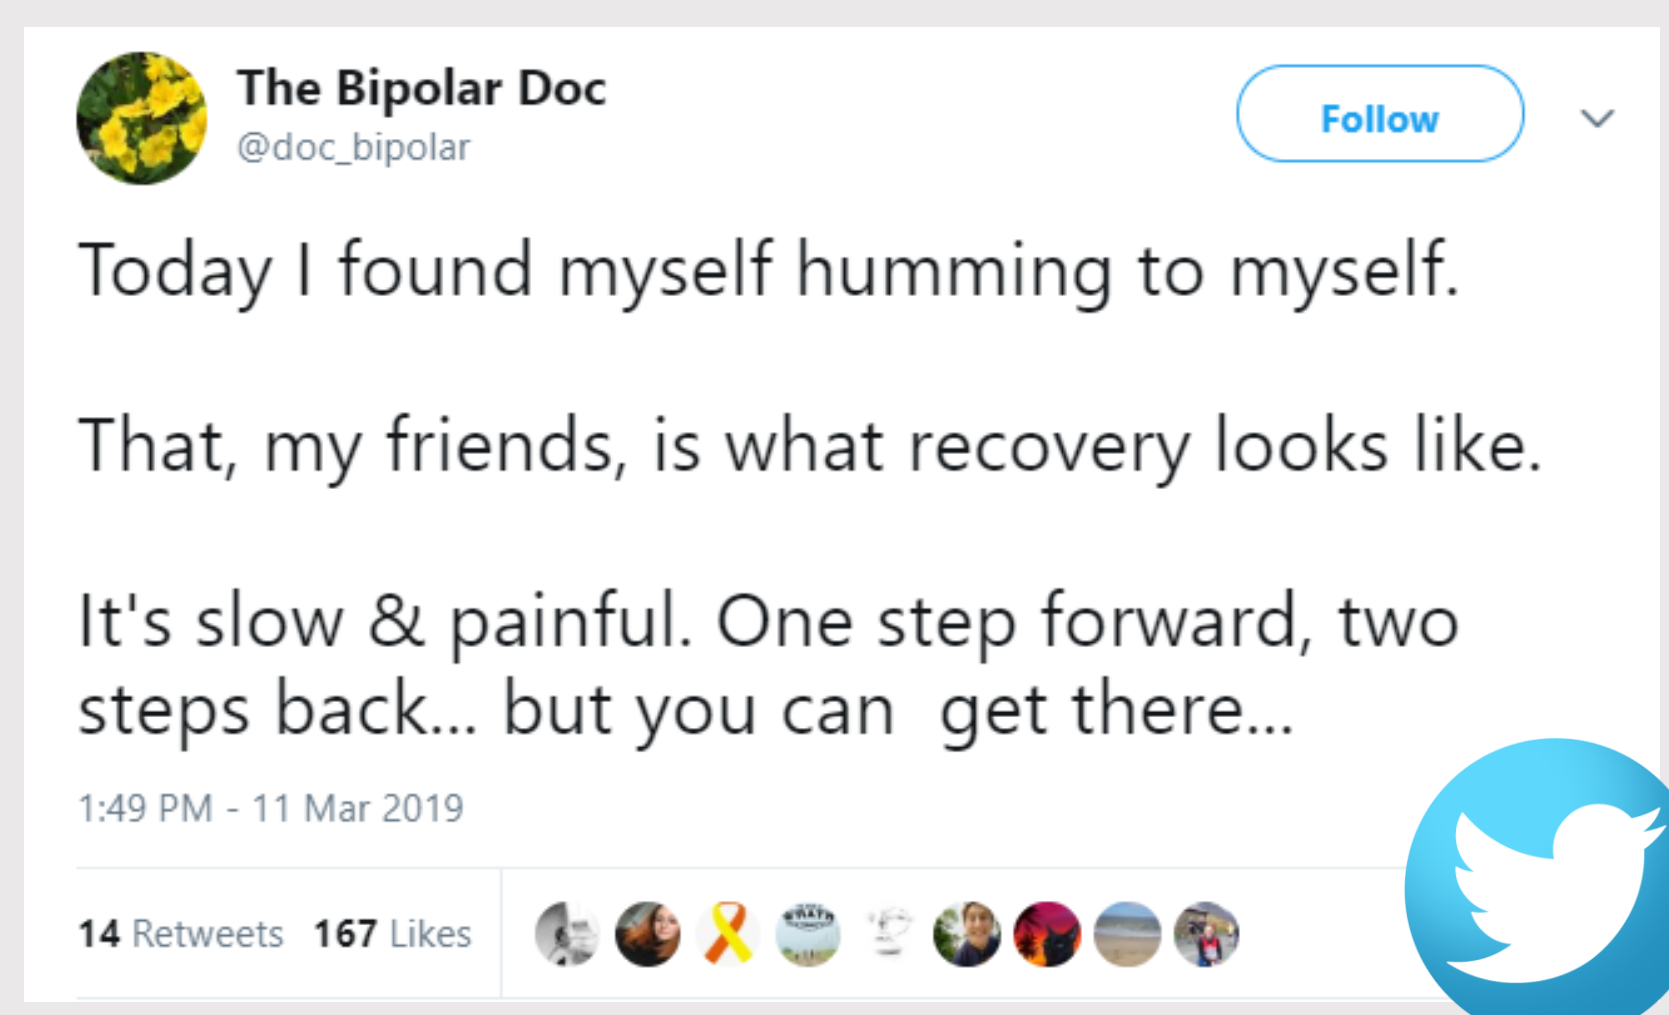 The Bipolar Doc
@doc_bipolar
Follow
Today I found myself humming to myself.
That, my friends, is what recovery looks like.
It's slow & painful. One step forward, two
steps back... but you can  get there...
1:49 PM - 11 Mar 2019
14 Retweets 167 Likes
WRATH